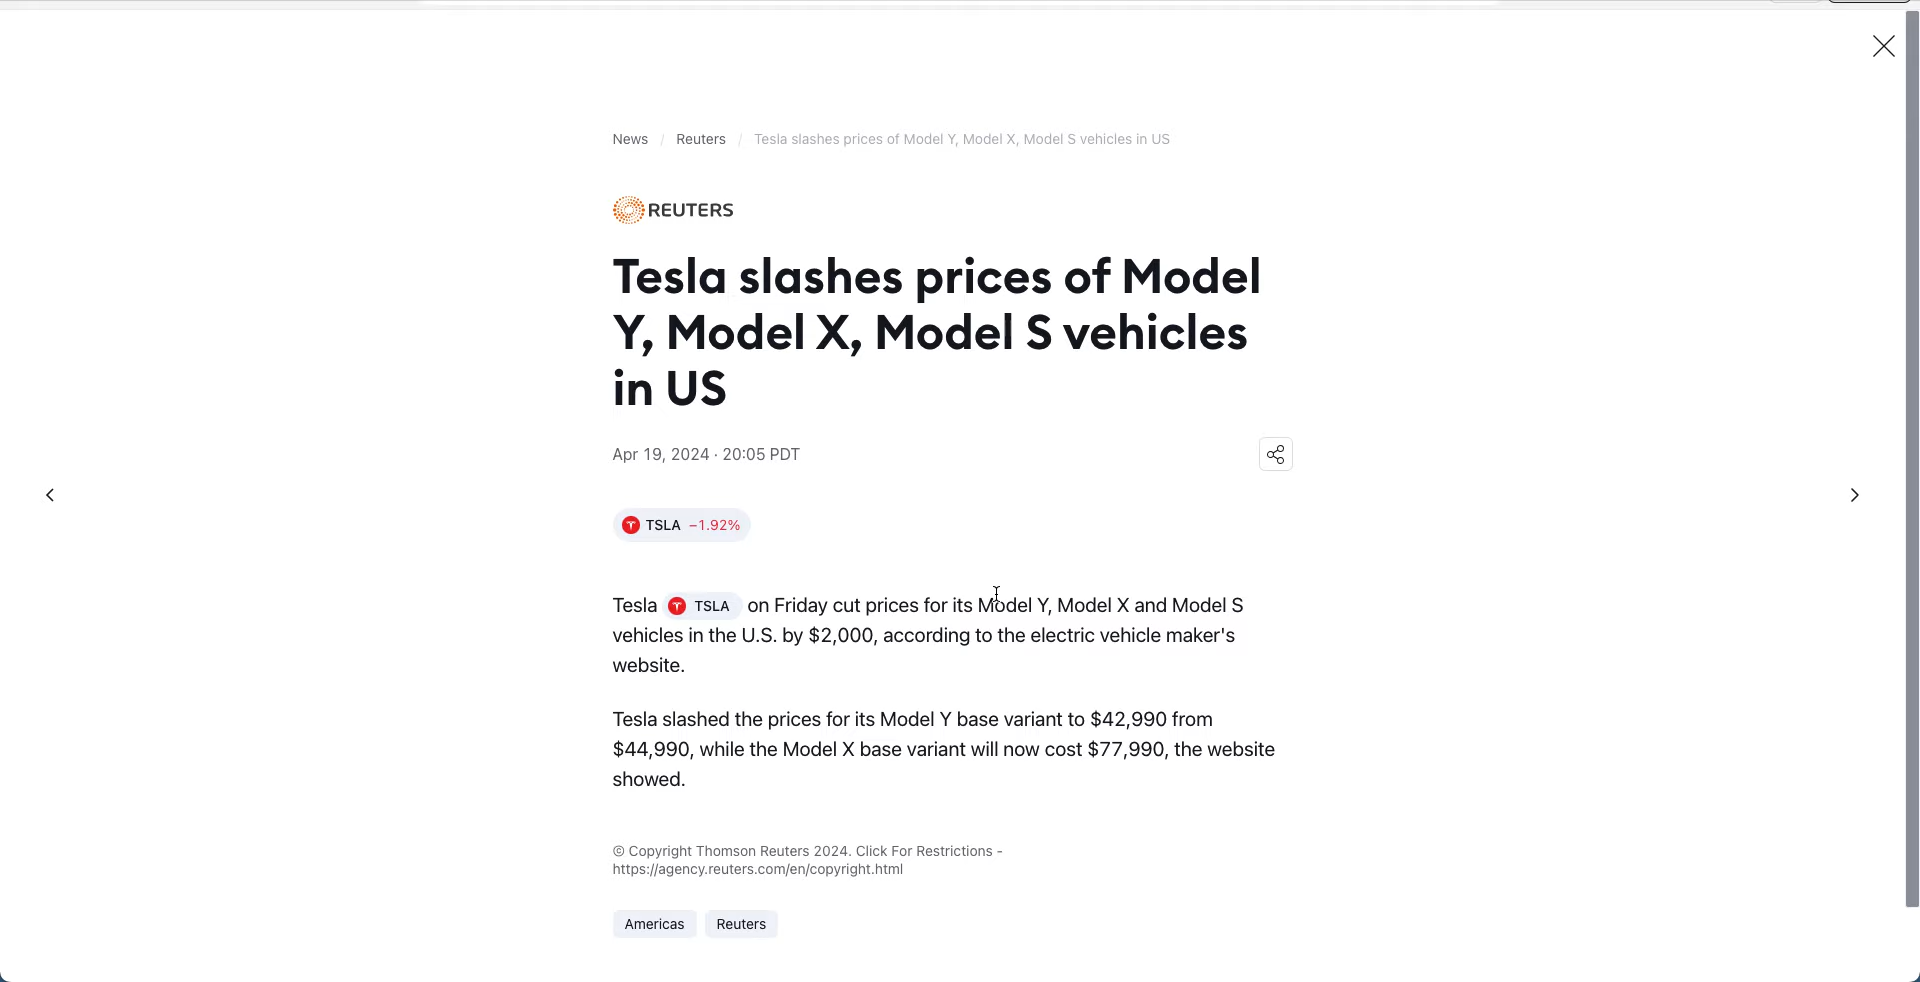 News / Reuters / Tesla slashes prices of Model Y, Model X, Model S vehicles in US
REUTERS
Tesla slashes prices of Model
Y, Model X, Model S vehicles
in US
Apr 19, 2024 · 20:05 PDT
TSLA −1.92%
Tesla TSLA on Friday cut prices for its Model Y, Model X and Model S
vehicles in the U.S. by $2,000, according to the electric vehicle maker's
website.
Tesla slashed the prices for its Model Y base variant to $42,990 from
$44,990, while the Model X base variant will now cost $77,990, the website
showed.
© Copyright Thomson Reuters 2024. Click For Restrictions -
https://agency.reuters.com/en/copyright.html
Americas Reuters